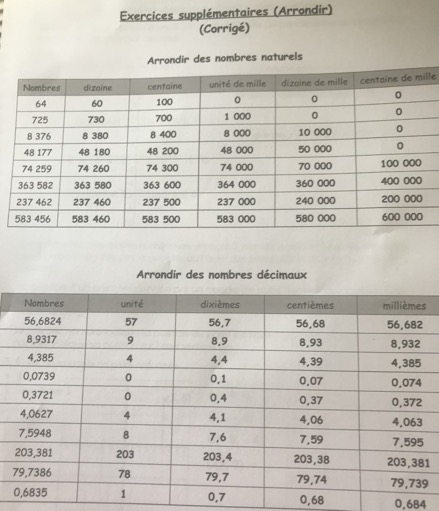 Exercices supplémentaires (Arrondir)
(Corrigé)
Arrondir des nombres naturels
Nombres dizaine centaine unité de mille dizaine de mille centaine de mille
64 60 100 0 0 0
725 730 700 1 000 0 0
8 376 8 380 8 400 8 000 10 000 0
48 177 48 180 48 200 48 000 50 000 0
74 259 74 260 74 300 74 000 70 000 100 000
363 582 363 580 363 600 364 000 360 000 400 000
237 462 237 460 237 500 237 000 240 000 200 000
583 456 583 460 583 500 583 000 580 000 600 000
Arrondir des nombres décimaux
Nombres unité dixièmes centièmes millièmes
56,6824 57 56,7 56,68 56,682
8,9317 9 8,9 8,93 8,932
4,385 4 4,4 4,39 4,385
0,0739 0 0,1 0,07 0,074
0,3721 0 0,4 0,37 0,372
4,0627 4 4,1 4,06 4,063
7,5948 8 7,6 7,59 7,595
203,381 203 203,4 203,38 203,381
79,7386 78 79,7 79,74 79,739
0,6835 1 0,7 0,68 0,684